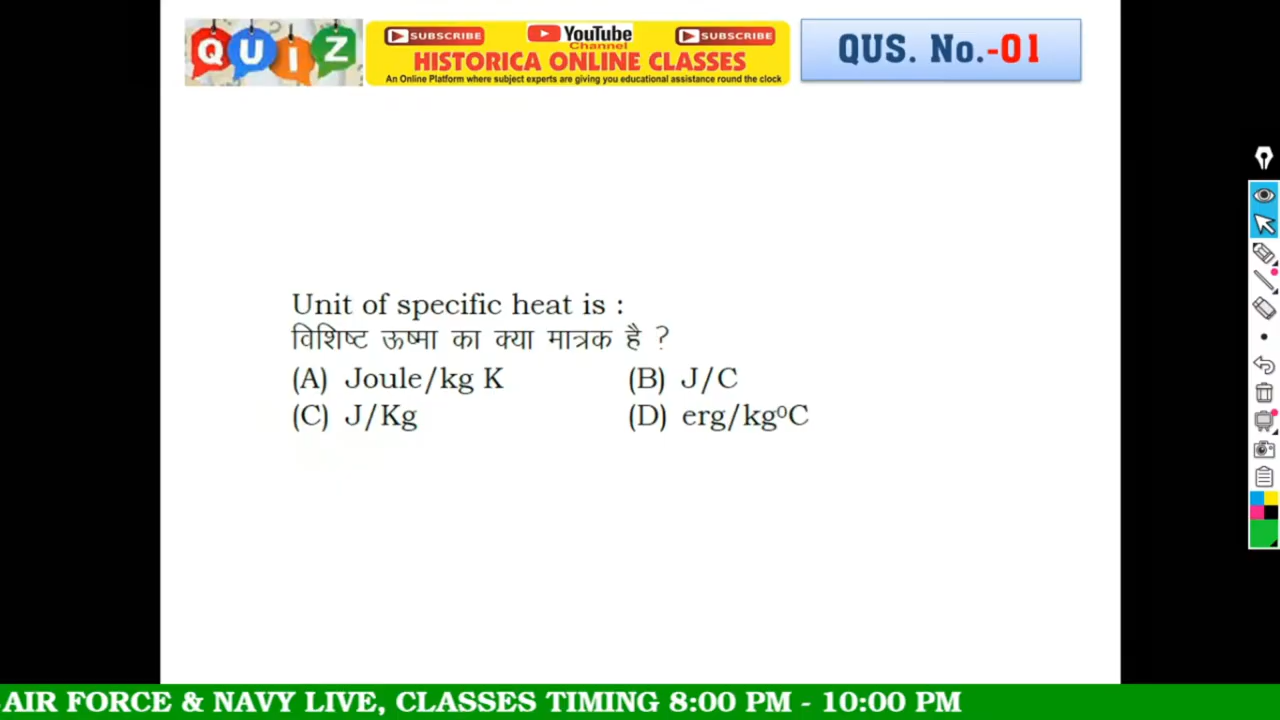 QUIZ
SUBSCRIBE
YouTube
Channel
SUBSCRIBE
HISTORICA ONLINE CLASSES
An Online Platform where subject experts are giving you educational assistance round the clock
QUS. No.-01
Unit of specific heat is :
विशिष्ट ऊष्मा का क्या मात्रक है ?
(A) Joule/kg K (B) J/C
(C) J/Kg (D) erg/kg⁰C
AIR FORCE & NAVY LIVE, CLASSES TIMING 8:00 PM - 10:00 PM